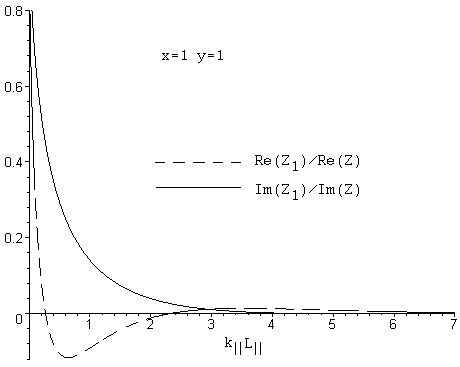 0.8
x=1 y=1
0.6
0.4
Re(Z₁)/Re(Z)
Im(Z₁)/Im(Z)
0.2
0
1 2 3 4 5 6 7
k||L||